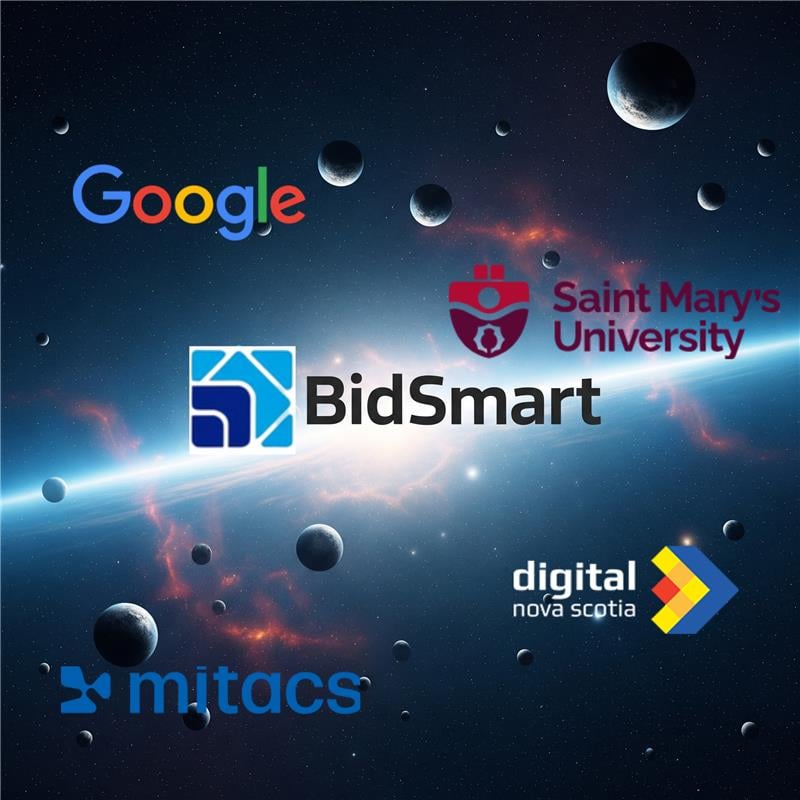 Google
Saint Mary's
University
BidSmart
digital
nova scotia
mitacs